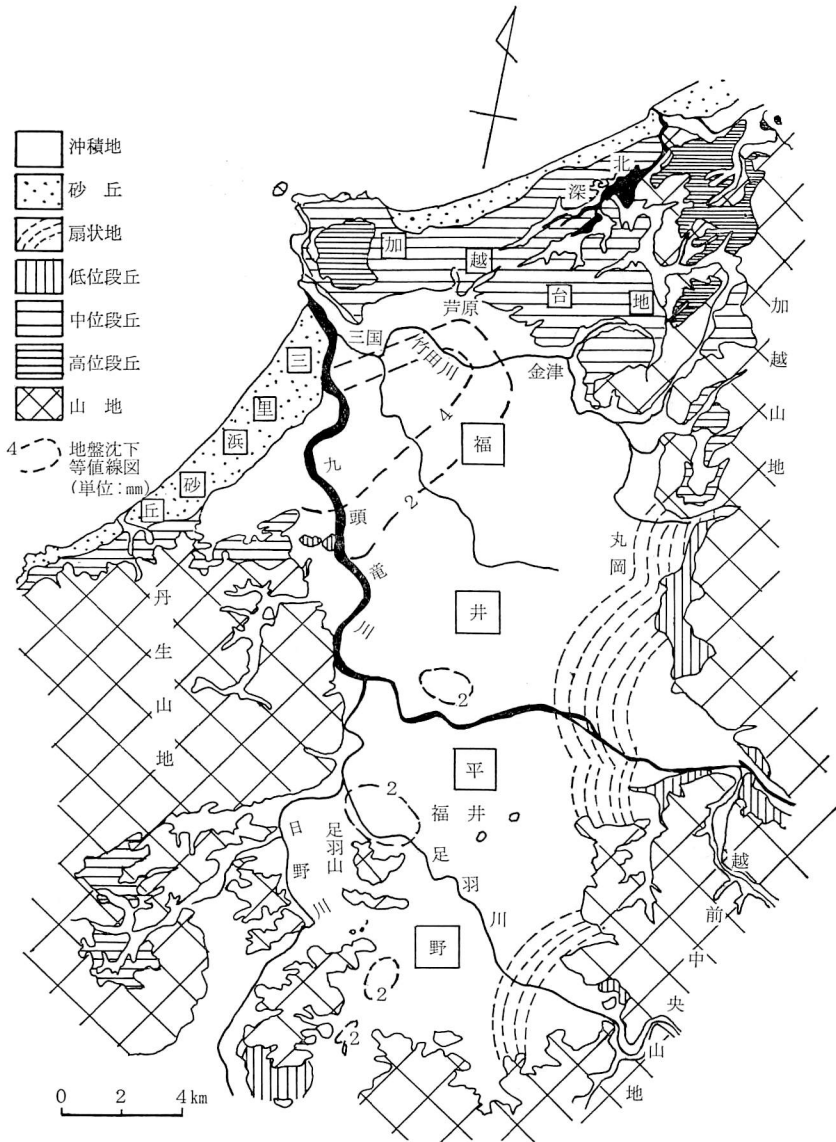 沖積地
砂丘
扇状地
低位段丘
中位段丘
高位段丘
山地
4
地盤沈下
等値線図
(単位:mm)
北
深
加越台地
芦原
三国
竹田川
金津
加越山地
三里浜砂丘
4
2
福井平野
九頭竜川
丸岡
丹生山地
2
2
福井
足羽山
足羽川
日野川
越前中央山地
2
2
0 2 4km